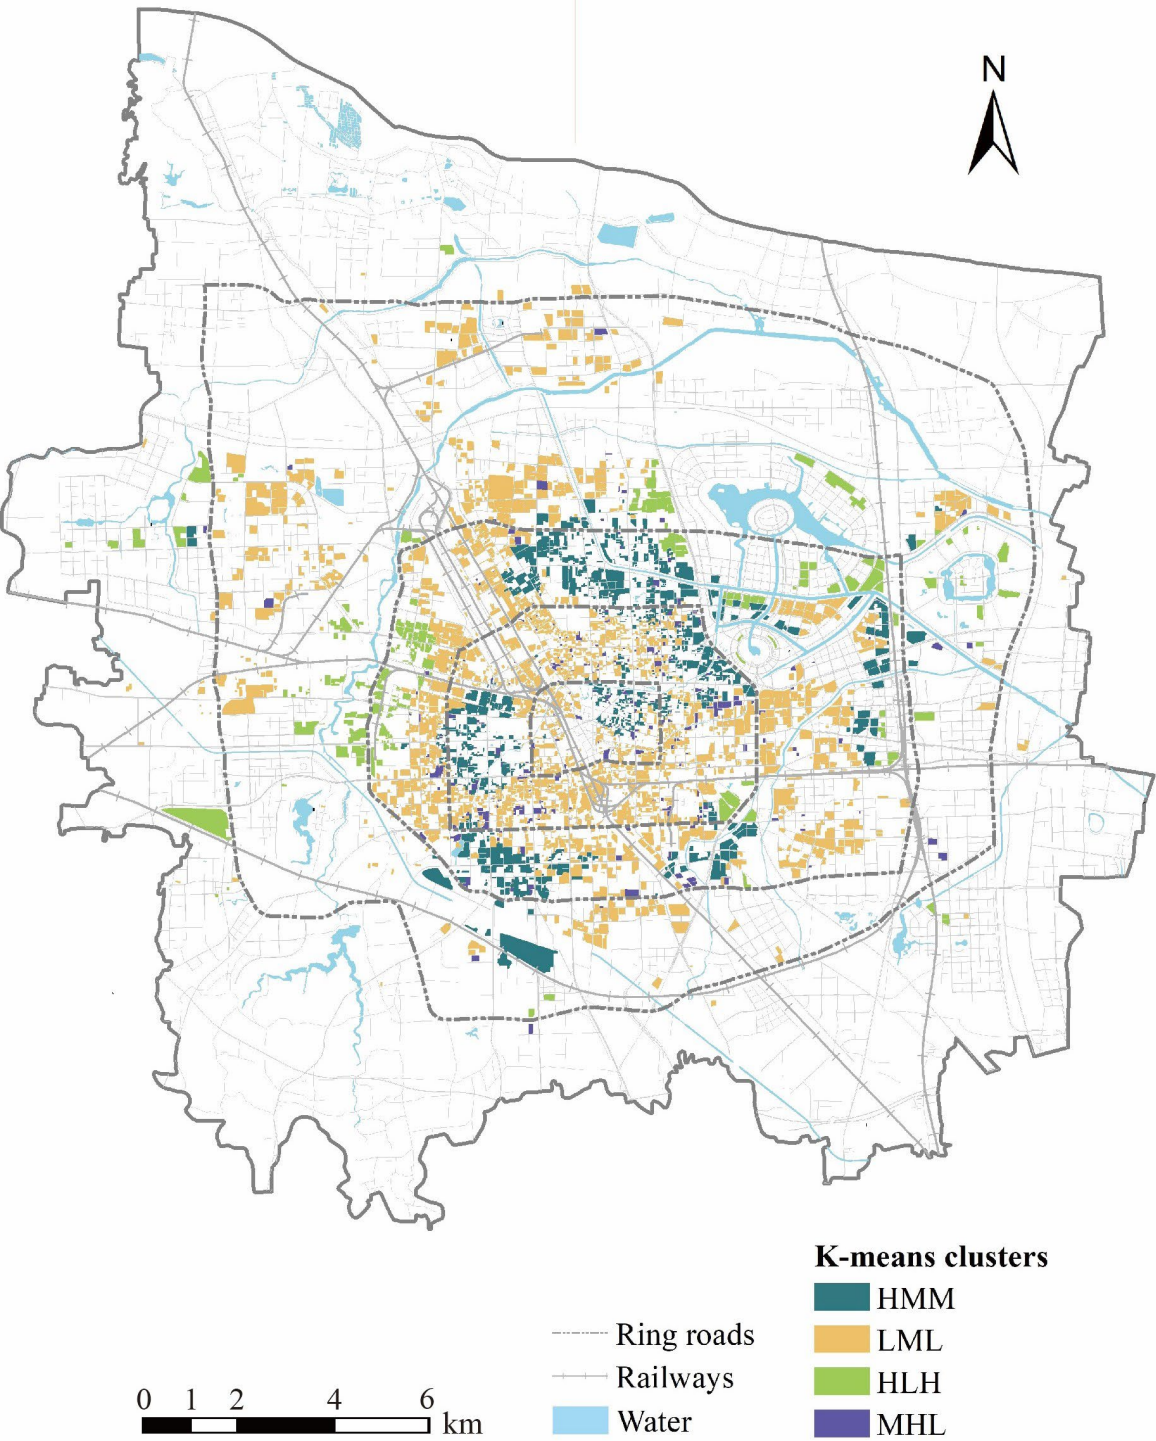 N
K-means clusters
HMM
LML
HLH
MHL
Ring roads
Railways
Water
0 1 2 4 6 km